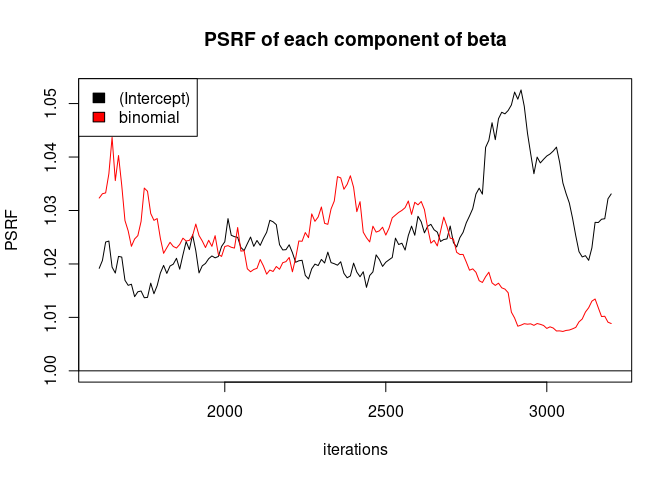 PSRF of each component of beta
(Intercept)
binomial
PSRF
1.05
1.04
1.03
1.02
1.01
1.00
2000
2500
3000
iterations